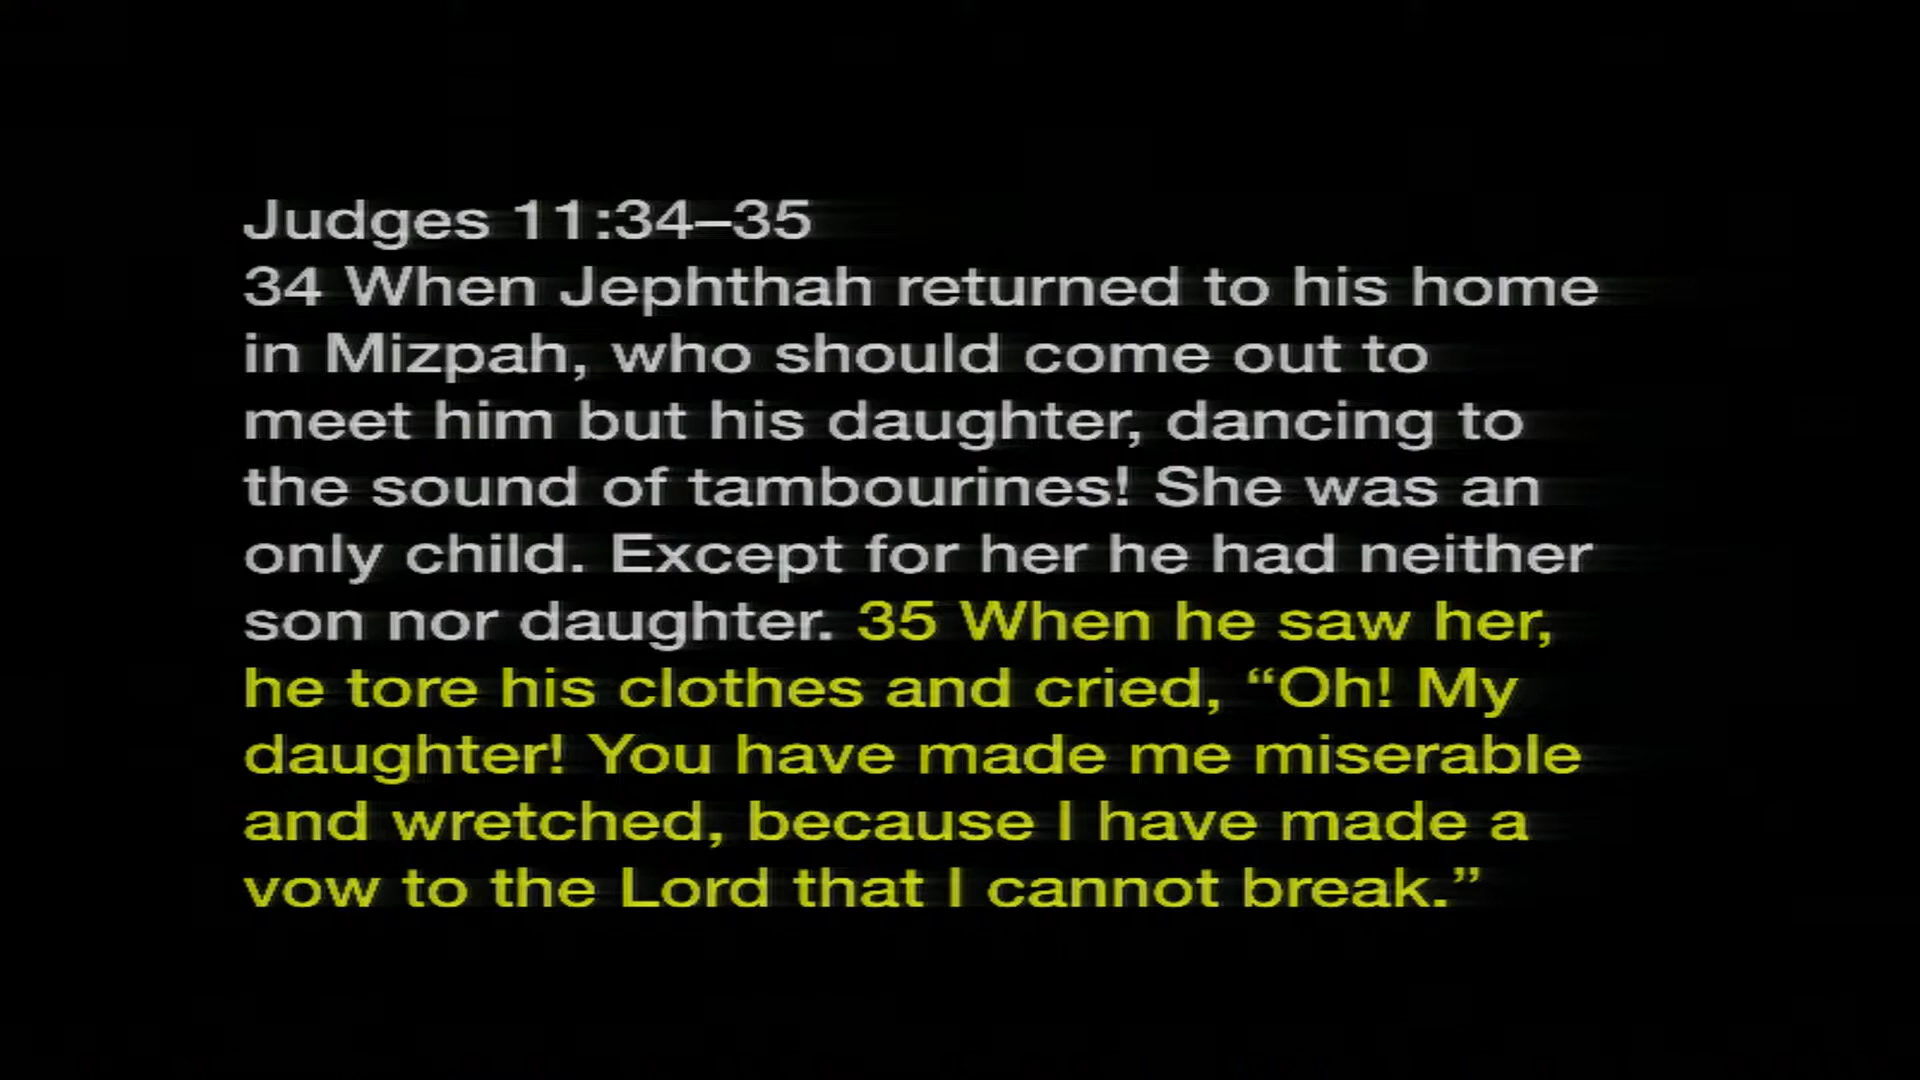 Judges 11:34–35
34 When Jephthah returned to his home
in Mizpah, who should come out to
meet him but his daughter, dancing to
the sound of tambourines! She was an
only child. Except for her he had neither
son nor daughter. 35 When he saw her,
he tore his clothes and cried, “Oh! My
daughter! You have made me miserable
and wretched, because I have made a
vow to the Lord that I cannot break.”